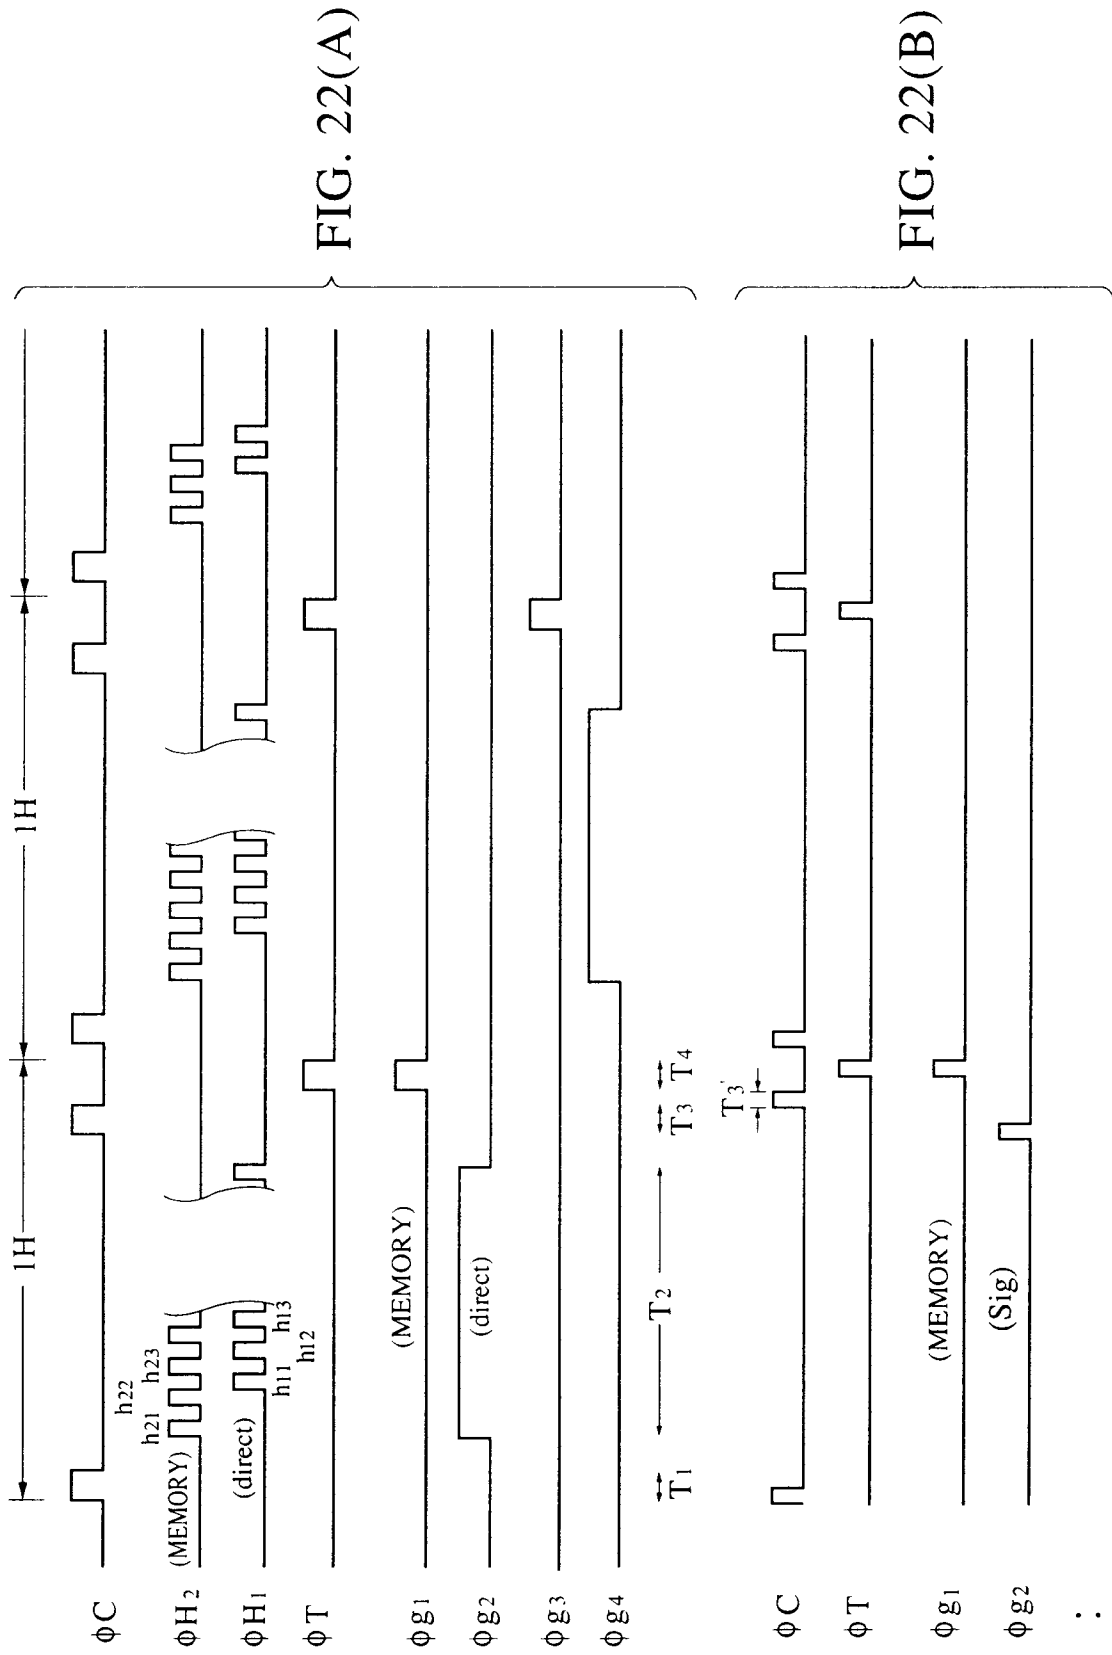 1H
1H
φC
φH2
(MEMORY)
h21
h22
h23
φH1
(direct)
h11
h12
h13
φT
φg1
(MEMORY)
φg2
(direct)
φg3
φg4
T1
T2
T3
T4
FIG. 22(A)
T3'
φC
φT
φg1
(MEMORY)
φg2
(Sig)
:
FIG. 22(B)